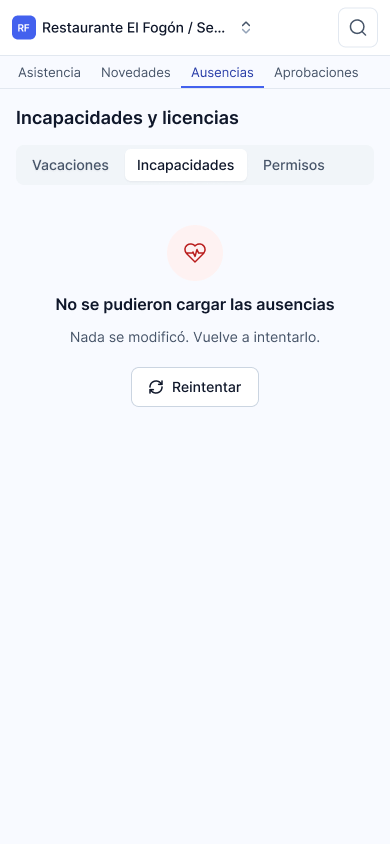 RF Restaurante El Fogón / Se...
Asistencia Novedades Ausencias Aprobaciones
Incapacidades y licencias
Vacaciones Incapacidades Permisos
No se pudieron cargar las ausencias
Nada se modificó. Vuelve a intentarlo.
Reintentar